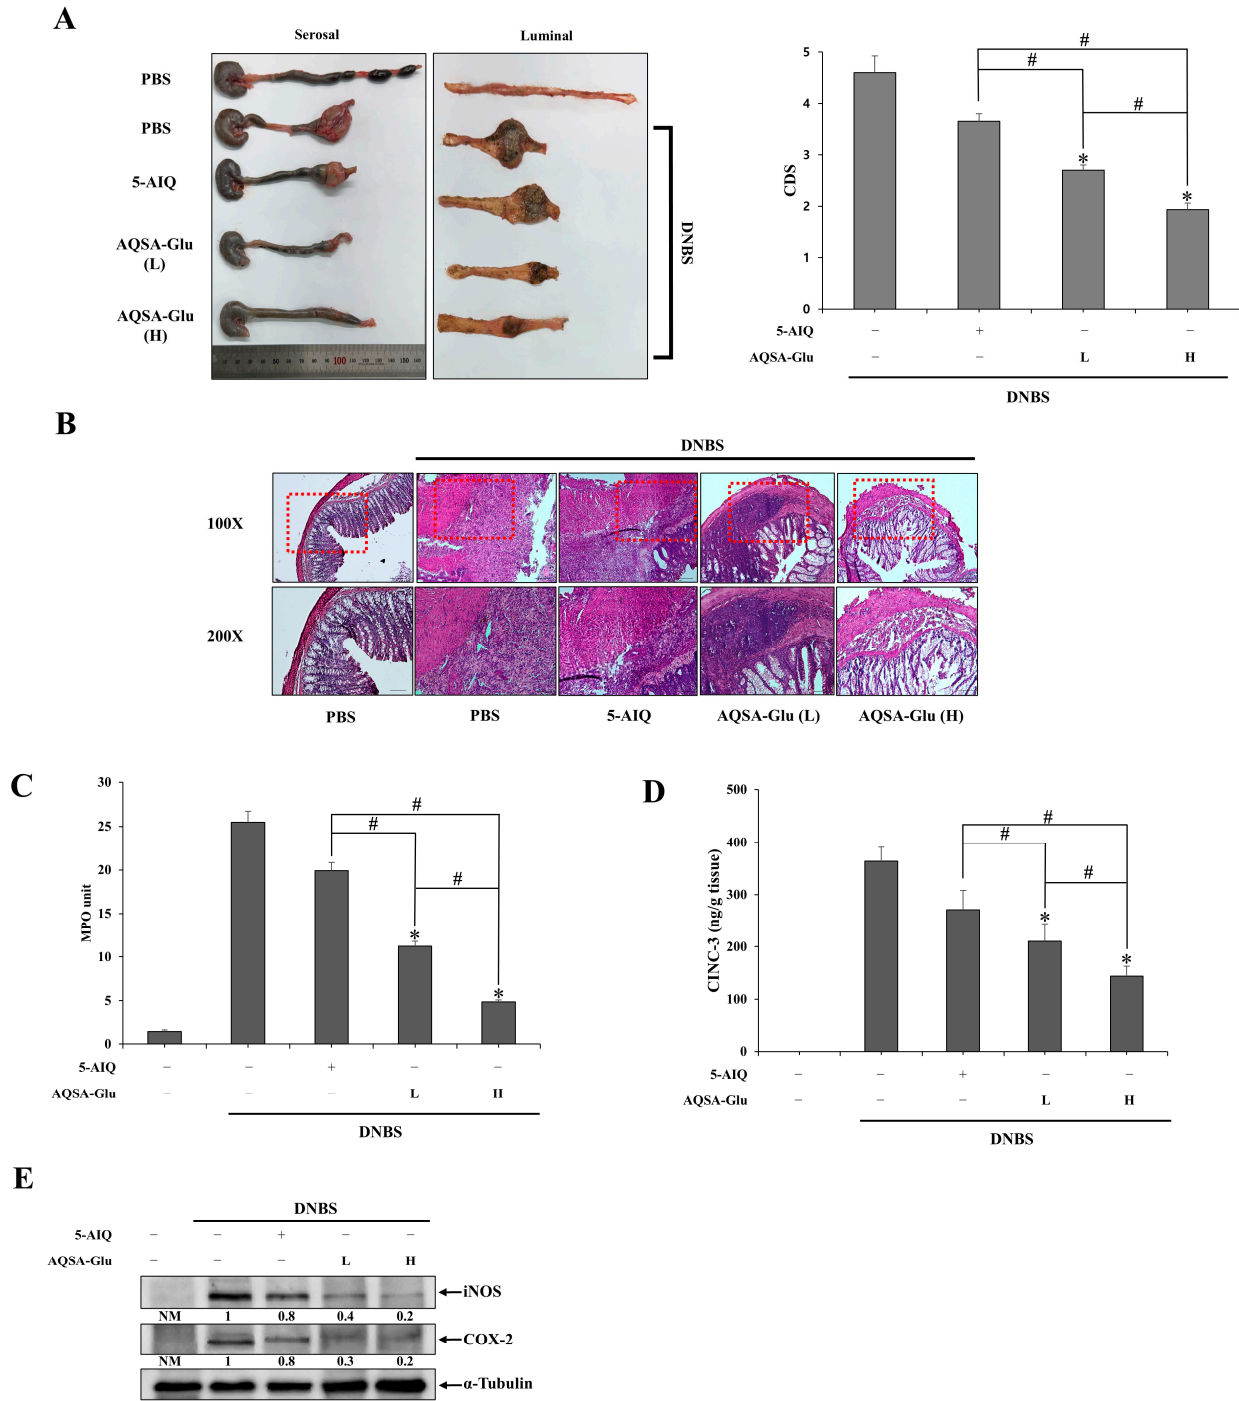 A
Serosal
Luminal
PBS
PBS
5-AIQ
AQSA-Glu
(L)
AQSA-Glu
(H)
100
DNBS
5
4
3
2
1
0
CDS
#
#
#
*
*
5-AIQ
– + – –
AQSA-Glu
– – L H
DNBS
B
DNBS
100X
200X
PBS PBS 5-AIQ AQSA-Glu (L) AQSA-Glu (H)
C
30
25
20
15
10
5
0
MPO unit
#
#
#
*
*
5-AIQ
– – + – –
AQSA-Glu
– – – L H
DNBS
D
500
400
300
200
100
0
CINC-3 (ng/g tissue)
#
#
#
*
*
5-AIQ
– – + – –
AQSA-Glu
– – – L H
DNBS
E
DNBS
5-AIQ – – + – –
AQSA-Glu – – – L H
iNOS
NM 1 0.8 0.4 0.2
COX-2
NM 1 0.8 0.3 0.2
α-Tubulin